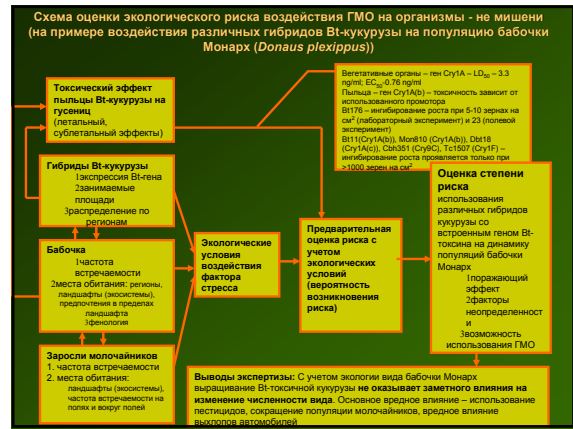 Схема оценки экологического риска воздействия ГМО на организмы - не мишени
(на примере воздействия различных гибридов Bt-кукурузы на популяцию бабочки
Монарх (Donaus plexippus))
Токсический эффект
пыльцы Bt-кукурузы на
гусениц
(летальный,
сублетальный эффекты)
Вегетативные органы – ген Cry1A – LD50 – 3.3
ng/ml; EC50-0.76 ng/ml
Пыльца – ген Cry1A(b) – токсичность зависит от
использованного промотора
Bt176 – ингибирование роста при 5-10 зернах на
см² (лабораторный эксперимент) и 23 (полевой
эксперимент)
Bt11(Cry1A(b)), Mon810 (Cry1A(b)), Dbt18
(Cry1A(c)), Cbh351 (Cry9C), Tc1507 (Cry1F) –
ингибирование роста проявляется только при
>1000 зерен на см²
Гибриды Bt-кукурузы
1экспрессия Bt-гена
2занимаемые
площади
3распределение по
регионам
Бабочка
1частота
встречаемости
2места обитания: регионы,
ландшафты (экосистемы),
предпочтения в пределах
ландшафта
3фенология
Заросли молочайников
1. частота встречаемости
2. места обитания:
ландшафты (экосистемы),
частота встречаемости на
полях и вокруг полей
Экологические
условия
воздействия
фактора
стресса
Предварительная
оценка риска с
учетом
экологических
условий
(вероятность
возникновения
риска)
Оценка степени
риска
использования
различных гибридов
кукурузы со
встроенным геном Bt-
токсина на динамику
популяций бабочки
Монарх
1поражающий
эффект
2факторы
неопределенност
и
3возможность
использования ГМО
Выводы экспертизы: С учетом экологии вида бабочки Монарх
выращивание Bt-токсичной кукурузы не оказывает заметного влияния на
изменение численности вида. Основное вредное влияние – использование
пестицидов, сокращение популяции молочайников, вредное влияние
выхлопов автомобилей